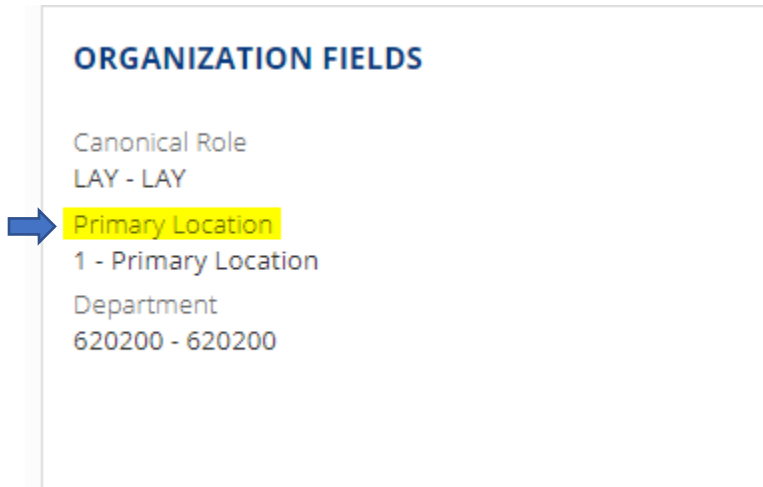 ORGANIZATION FIELDS
Canonical Role
LAY - LAY
Primary Location
1 - Primary Location
Department
620200 - 620200